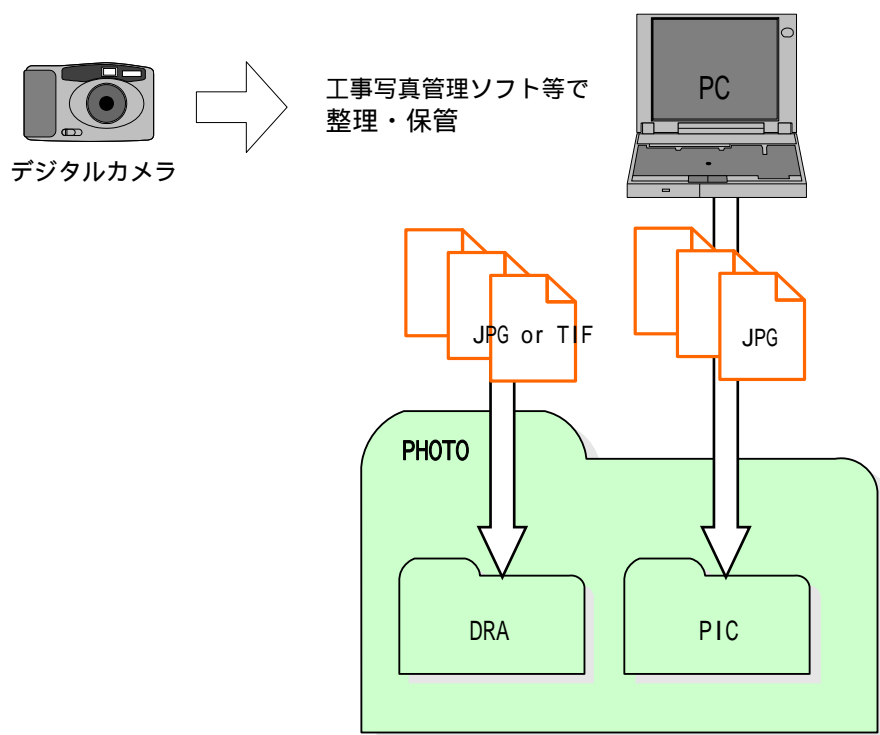 工事写真管理ソフト等で
整理・保管
PC
デジタルカメラ
JPG or TIF
JPG
PHOTO
DRA
PIC